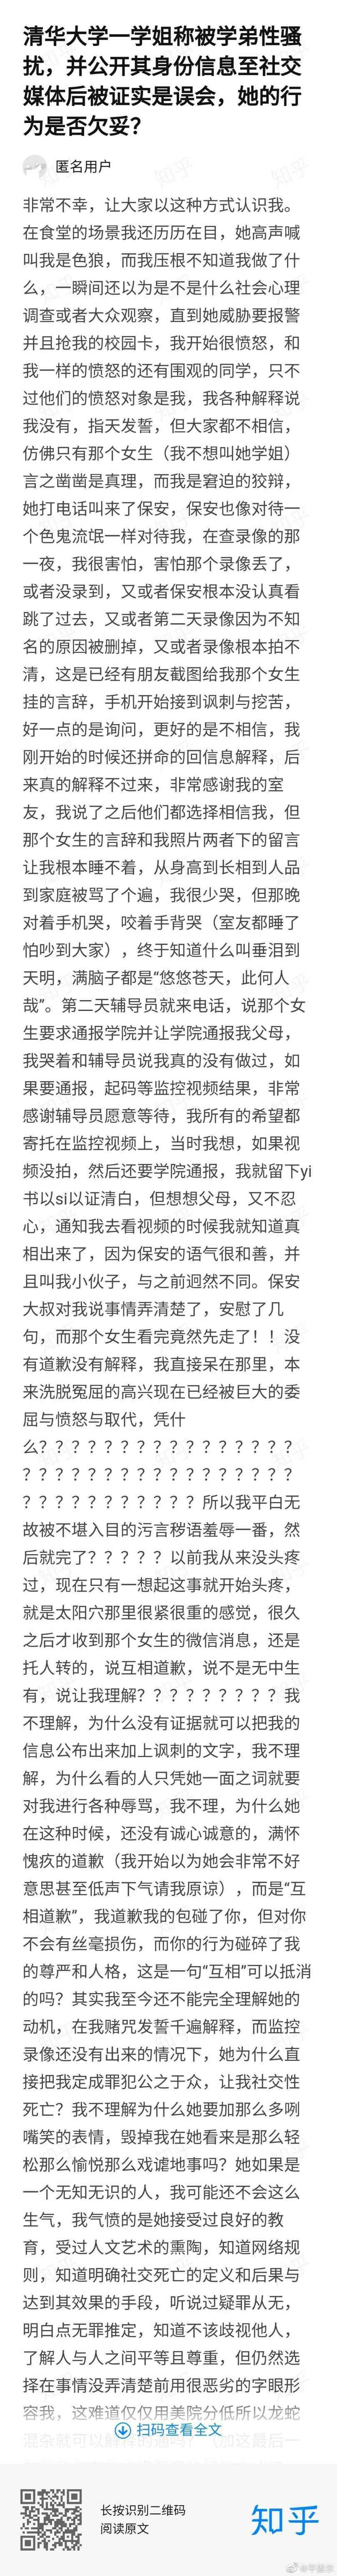 清华大学一学姐称被学弟性骚
扰，并公开其身份信息至社交
媒体后被证实是误会，她的行
为是否欠妥？
匿名用户
非常不幸，让大家以这种方式认识我。
在食堂的场景我还历历在目，她高声喊
叫我是色狼，而我压根不知道我做了什
么，一瞬间还以为是不是什么社会心理
调查或者大众观察，直到她威胁要报警
并且抢我的校园卡，我开始很愤怒，和
我一样的愤怒的还有围观的同学，只不
过他们的愤怒对象是我，我各种解释说
我没有，指天发誓，但大家都不相信，
仿佛只有那个女生（我不想叫她学姐）
言之凿凿是真理，而我是窘迫的狡辩，
她打电话叫来了保安，保安也像对待一
个色鬼流氓一样对待我，在查录像的那
一夜，我很害怕，害怕那个录像丢了，
或者没录到，又或者保安根本没认真看
跳了过去，又或者第二天录像因为不知
名的原因被删掉，又或者录像根本拍不
清，这是已经有朋友截图给我那个女生
挂的言辞，手机开始接到讽刺与挖苦，
好一点的是询问，更好的是不相信，我
刚开始的时候还拼命的回信息解释，后
来真的解释不过来，非常感谢我的室
友，我说了之后他们都选择相信我，但
那个女生的言辞和我照片两者下的留言
让我根本睡不着，从身高到长相到人品
到家庭被骂了个遍，我很少哭，但那晚
对着手机哭，咬着手背哭（室友都睡了
怕吵到大家），终于知道什么叫垂泪到
天明，满脑子都是“悠悠苍天，此何人
哉”。第二天辅导员就来电话，说那个女
生要求通报学院并让学院通报我父母，
我哭着和辅导员说我真的没有做过，如
果要通报，起码等监控视频结果，非常
感谢辅导员愿意等待，我所有的希望都
寄托在监控视频上，当时我想，如果视
频没拍，然后还要学院通报，我就留下yi
书以si以证清白，但想想父母，又不忍
心，通知我去看视频的时候我就知道真
相出来了，因为保安的语气很和善，并
且叫我小伙子，与之前迥然不同。保安
大叔对我说事情弄清楚了，安慰了几
句，而那个女生看完竟然先走了！！没
有道歉没有解释，我直接呆在那里，本
来洗脱冤屈的高兴现在已经被巨大的委
屈与愤怒与取代，凭什
么？？？？？？？？？？？？？？？？
？？？？？？？？？？？？？？？？？
？？？？？？？？？？？所以我平白无
故被不堪入目的污言秽语羞辱一番，然
后就完了？？？？？以前我从来没头疼
过，现在只有一想起这事就开始头疼，
就是太阳穴那里很紧很重的感觉，很久
之后才收到那个女生的微信消息，还是
托人转的，说互相道歉，说不是无中生
有，说让我理解？？？？？？？？？我
不理解，为什么没有证据就可以把我的
信息公布出来加上讽刺的文字，我不理
解，为什么看的人只凭她一面之词就要
对我进行各种辱骂，我不理，为什么她
在这种时候，还没有诚心诚意的，满怀
愧疚的道歉（我开始以为她会非常不好
意思甚至低声下气请我原谅），而是“互
相道歉”，我道歉我的包碰了你，但对你
不会有丝毫损伤，而你的行为碰碎了我
的尊严和人格，这是一句“互相”可以抵消
的吗？其实我至今还不能完全理解她的
动机，在我赌咒发誓千遍解释，而监控
录像还没有出来的情况下，她为什么直
接把我定成罪犯公之于众，让我社交性
死亡？我不理解为什么她要加那么多咧
嘴笑的表情，毁掉我在她看来是那么轻
松那么愉悦那么戏谑地事吗？她如果是
一个无知无识的人，我可能还不会这么
生气，我气愤的是她接受过良好的教
育，受过人文艺术的熏陶，知道网络规
则，知道明确社交死亡的定义和后果与
达到其效果的手段，听说过疑罪从无，
明白点无罪推定，知道不该歧视他人，
了解人与人之间平等且尊重，但仍然选
择在事情没弄清楚前用很恶劣的字眼形
容我，这难道仅仅用美院分低所以龙蛇
混杂就可以解释的通吗？
扫码查看全文
长按识别二维码
阅读原文
知乎